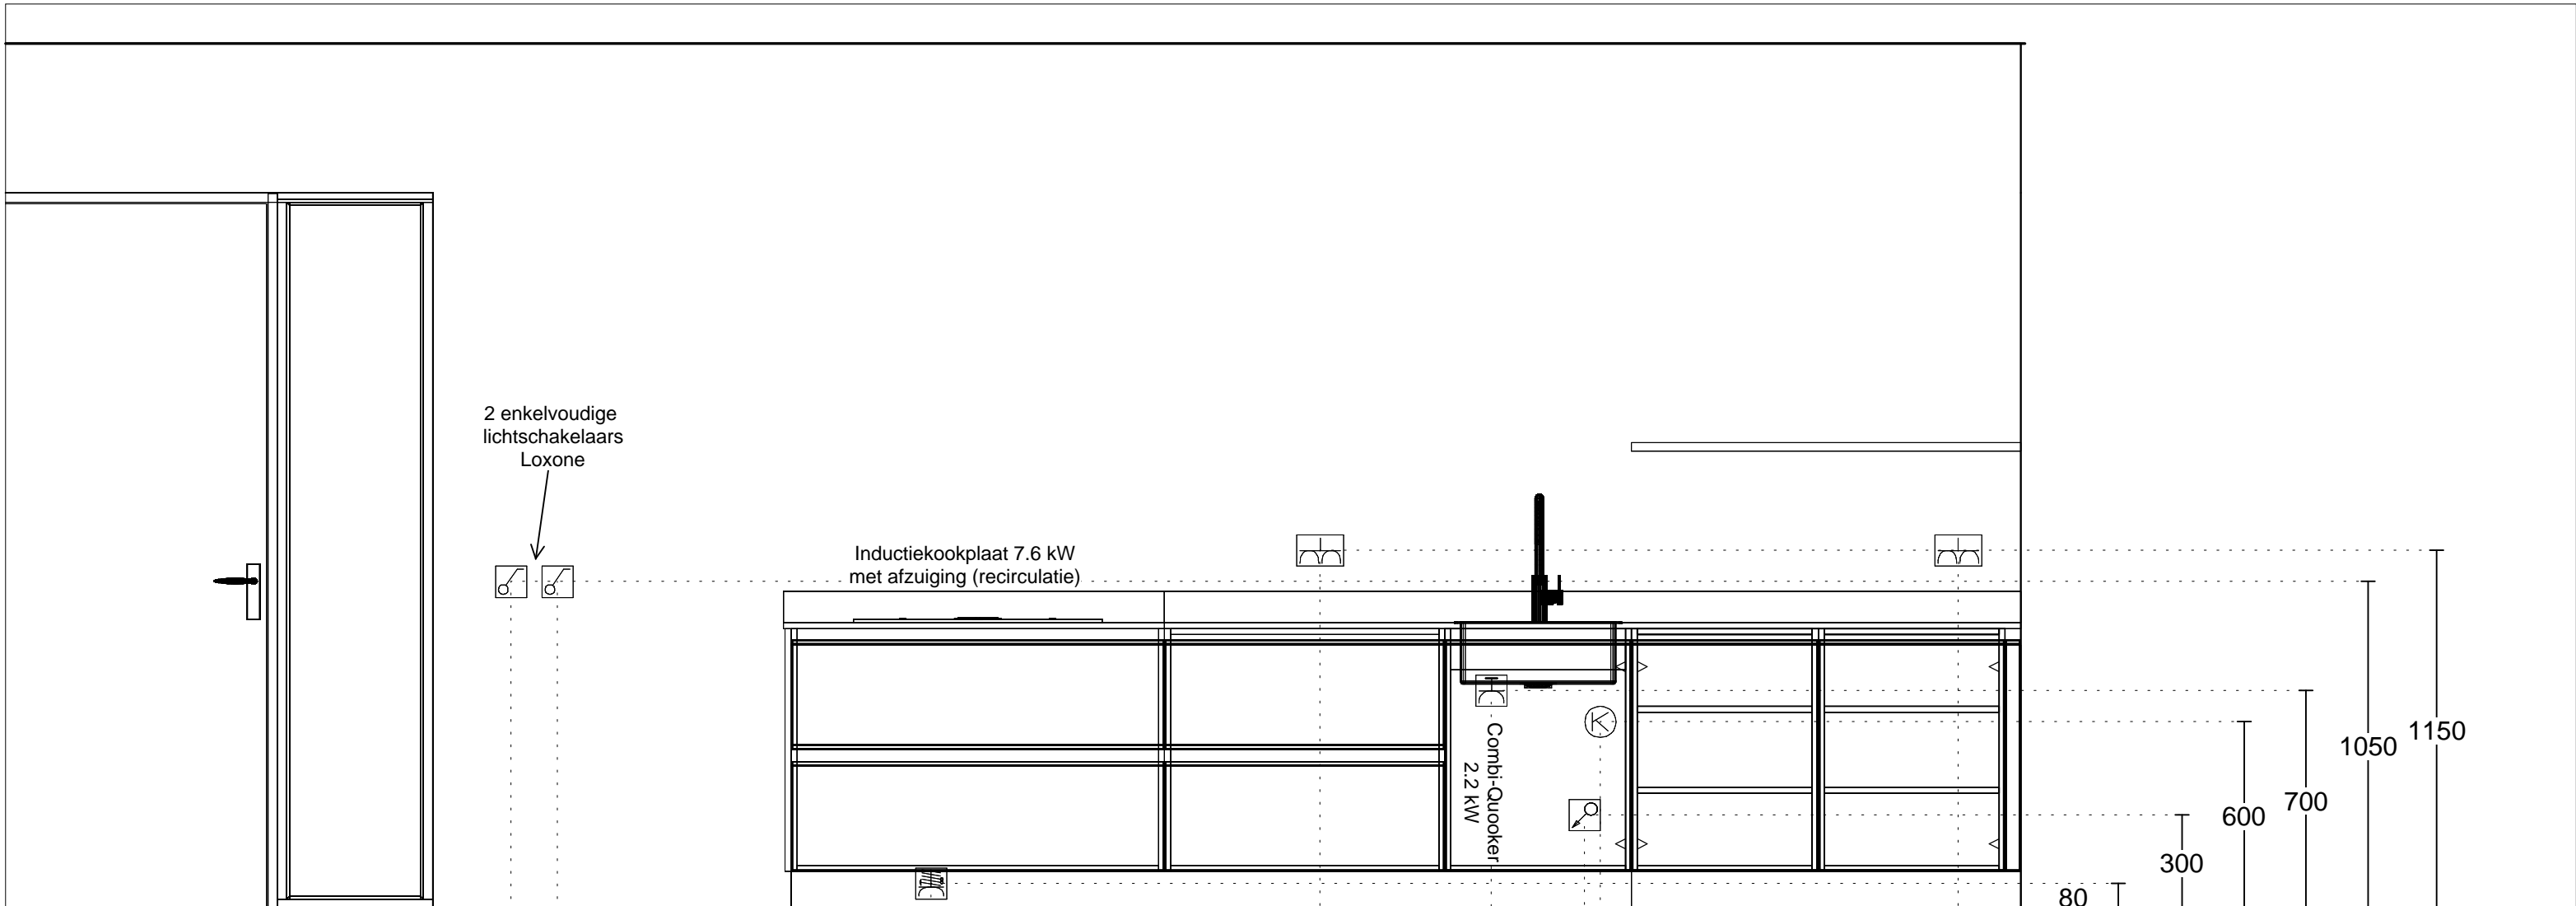 2 enkelvoudige
lichtschakelaars
Loxone
Inductiekookplaat 7.6 kW
met afzuiging (recirculatie)
Combi-Quooker
2.2 kW
K
80
300
600
700
1050
1150